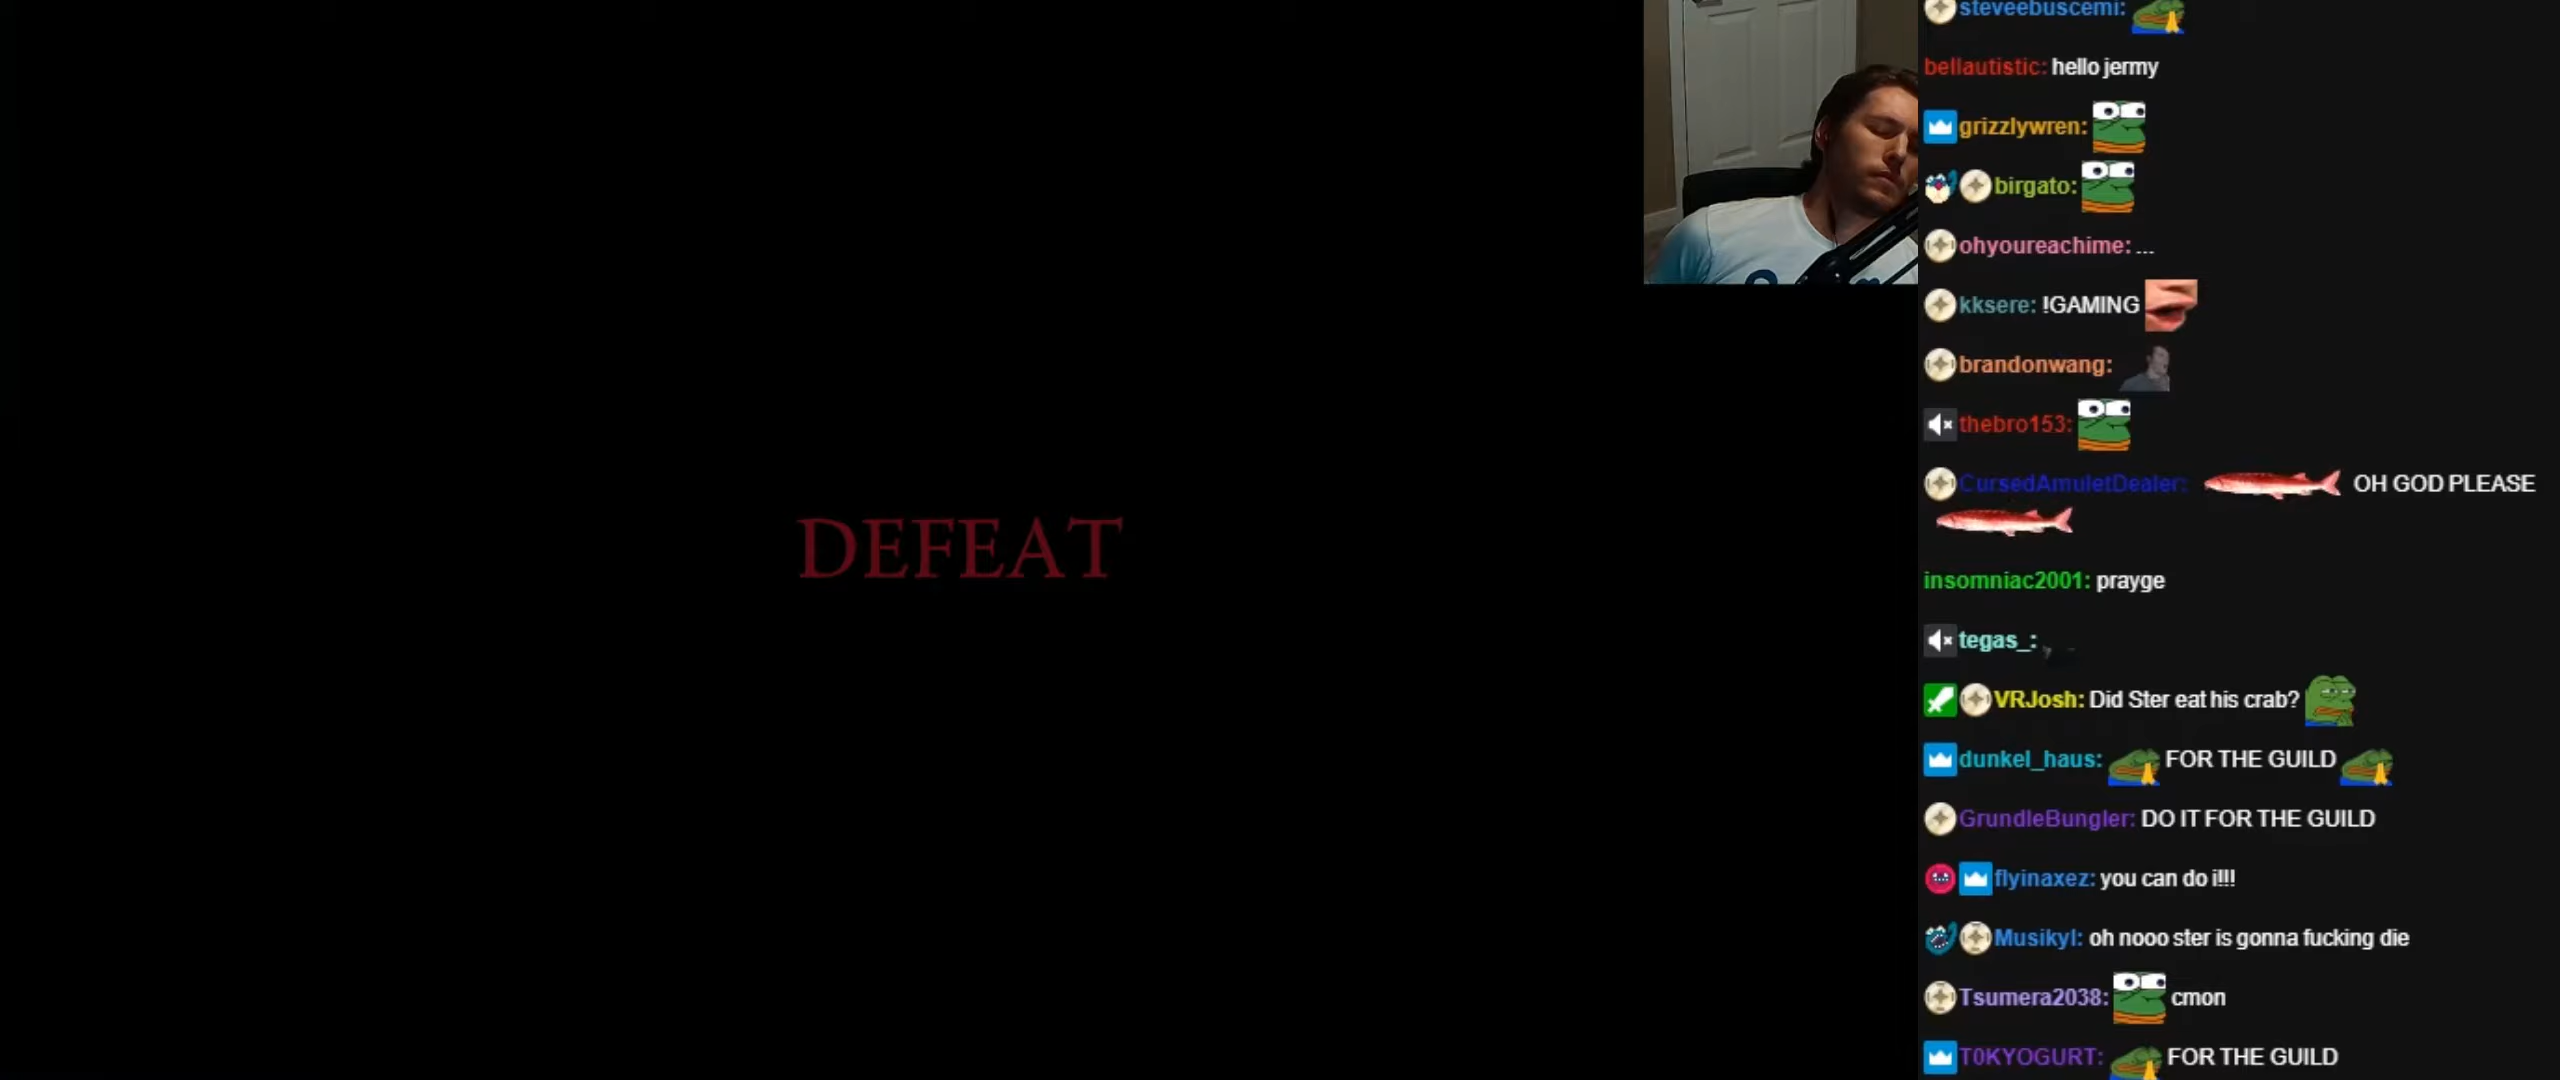 steveebuscemi:
bellautistic: hello jermy
grizzlywren:
birgato:
ohyoureachime: ...
kksere: !GAMING
brandonwang:
thebro153:
CursedAmuletDealer: OH GOD PLEASE
DEFEAT
insomniac2001: prayge
tegas_:
VRJosh: Did Ster eat his crab?
dunkel_haus: FOR THE GUILD
GrundleBungler: DO IT FOR THE GUILD
flyinaxez: you can do i!!!
Musikyl: oh nooo ster is gonna fucking die
Tsumera2038: cmon
T0KYOGURT: FOR THE GUILD